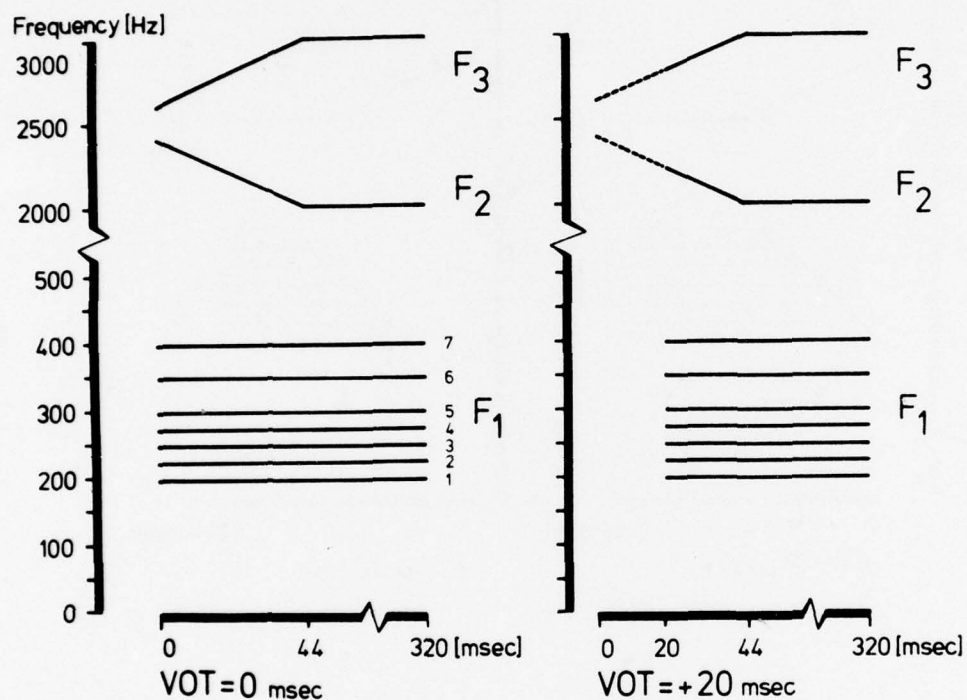 Frequency [Hz]
3000
2500
2000
500
400
300
200
100
0
F3
F2
7
6
5
4
3
2
1
F1
0 44 320 [msec]
VOT = 0 msec
F3
F2
F1
0 20 44 320 [msec]
VOT = +20 msec